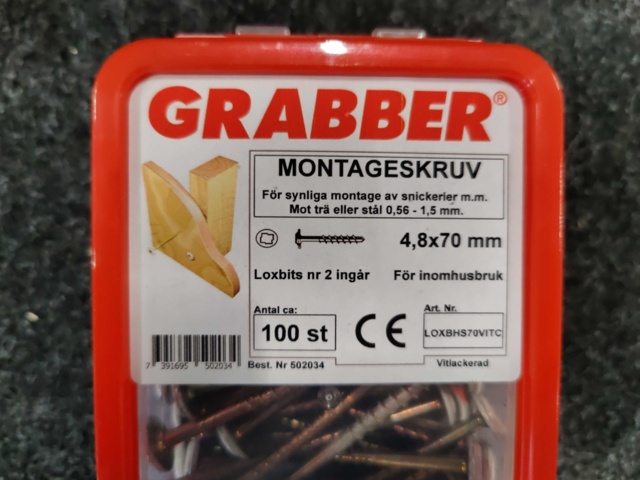 GRABBER®
MONTAGESKRUV
För synliga montage av snickerier m.m.
Mot trä eller stål 0,56 - 1,5 mm.
4,8x70 mm
Loxbits nr 2 ingår För inomhusbruk
Antal ca:
100 st
CE
Art. Nr.
LOXBHS70VITC
7 391695 502034
Best. Nr 502034
Vitlackerad